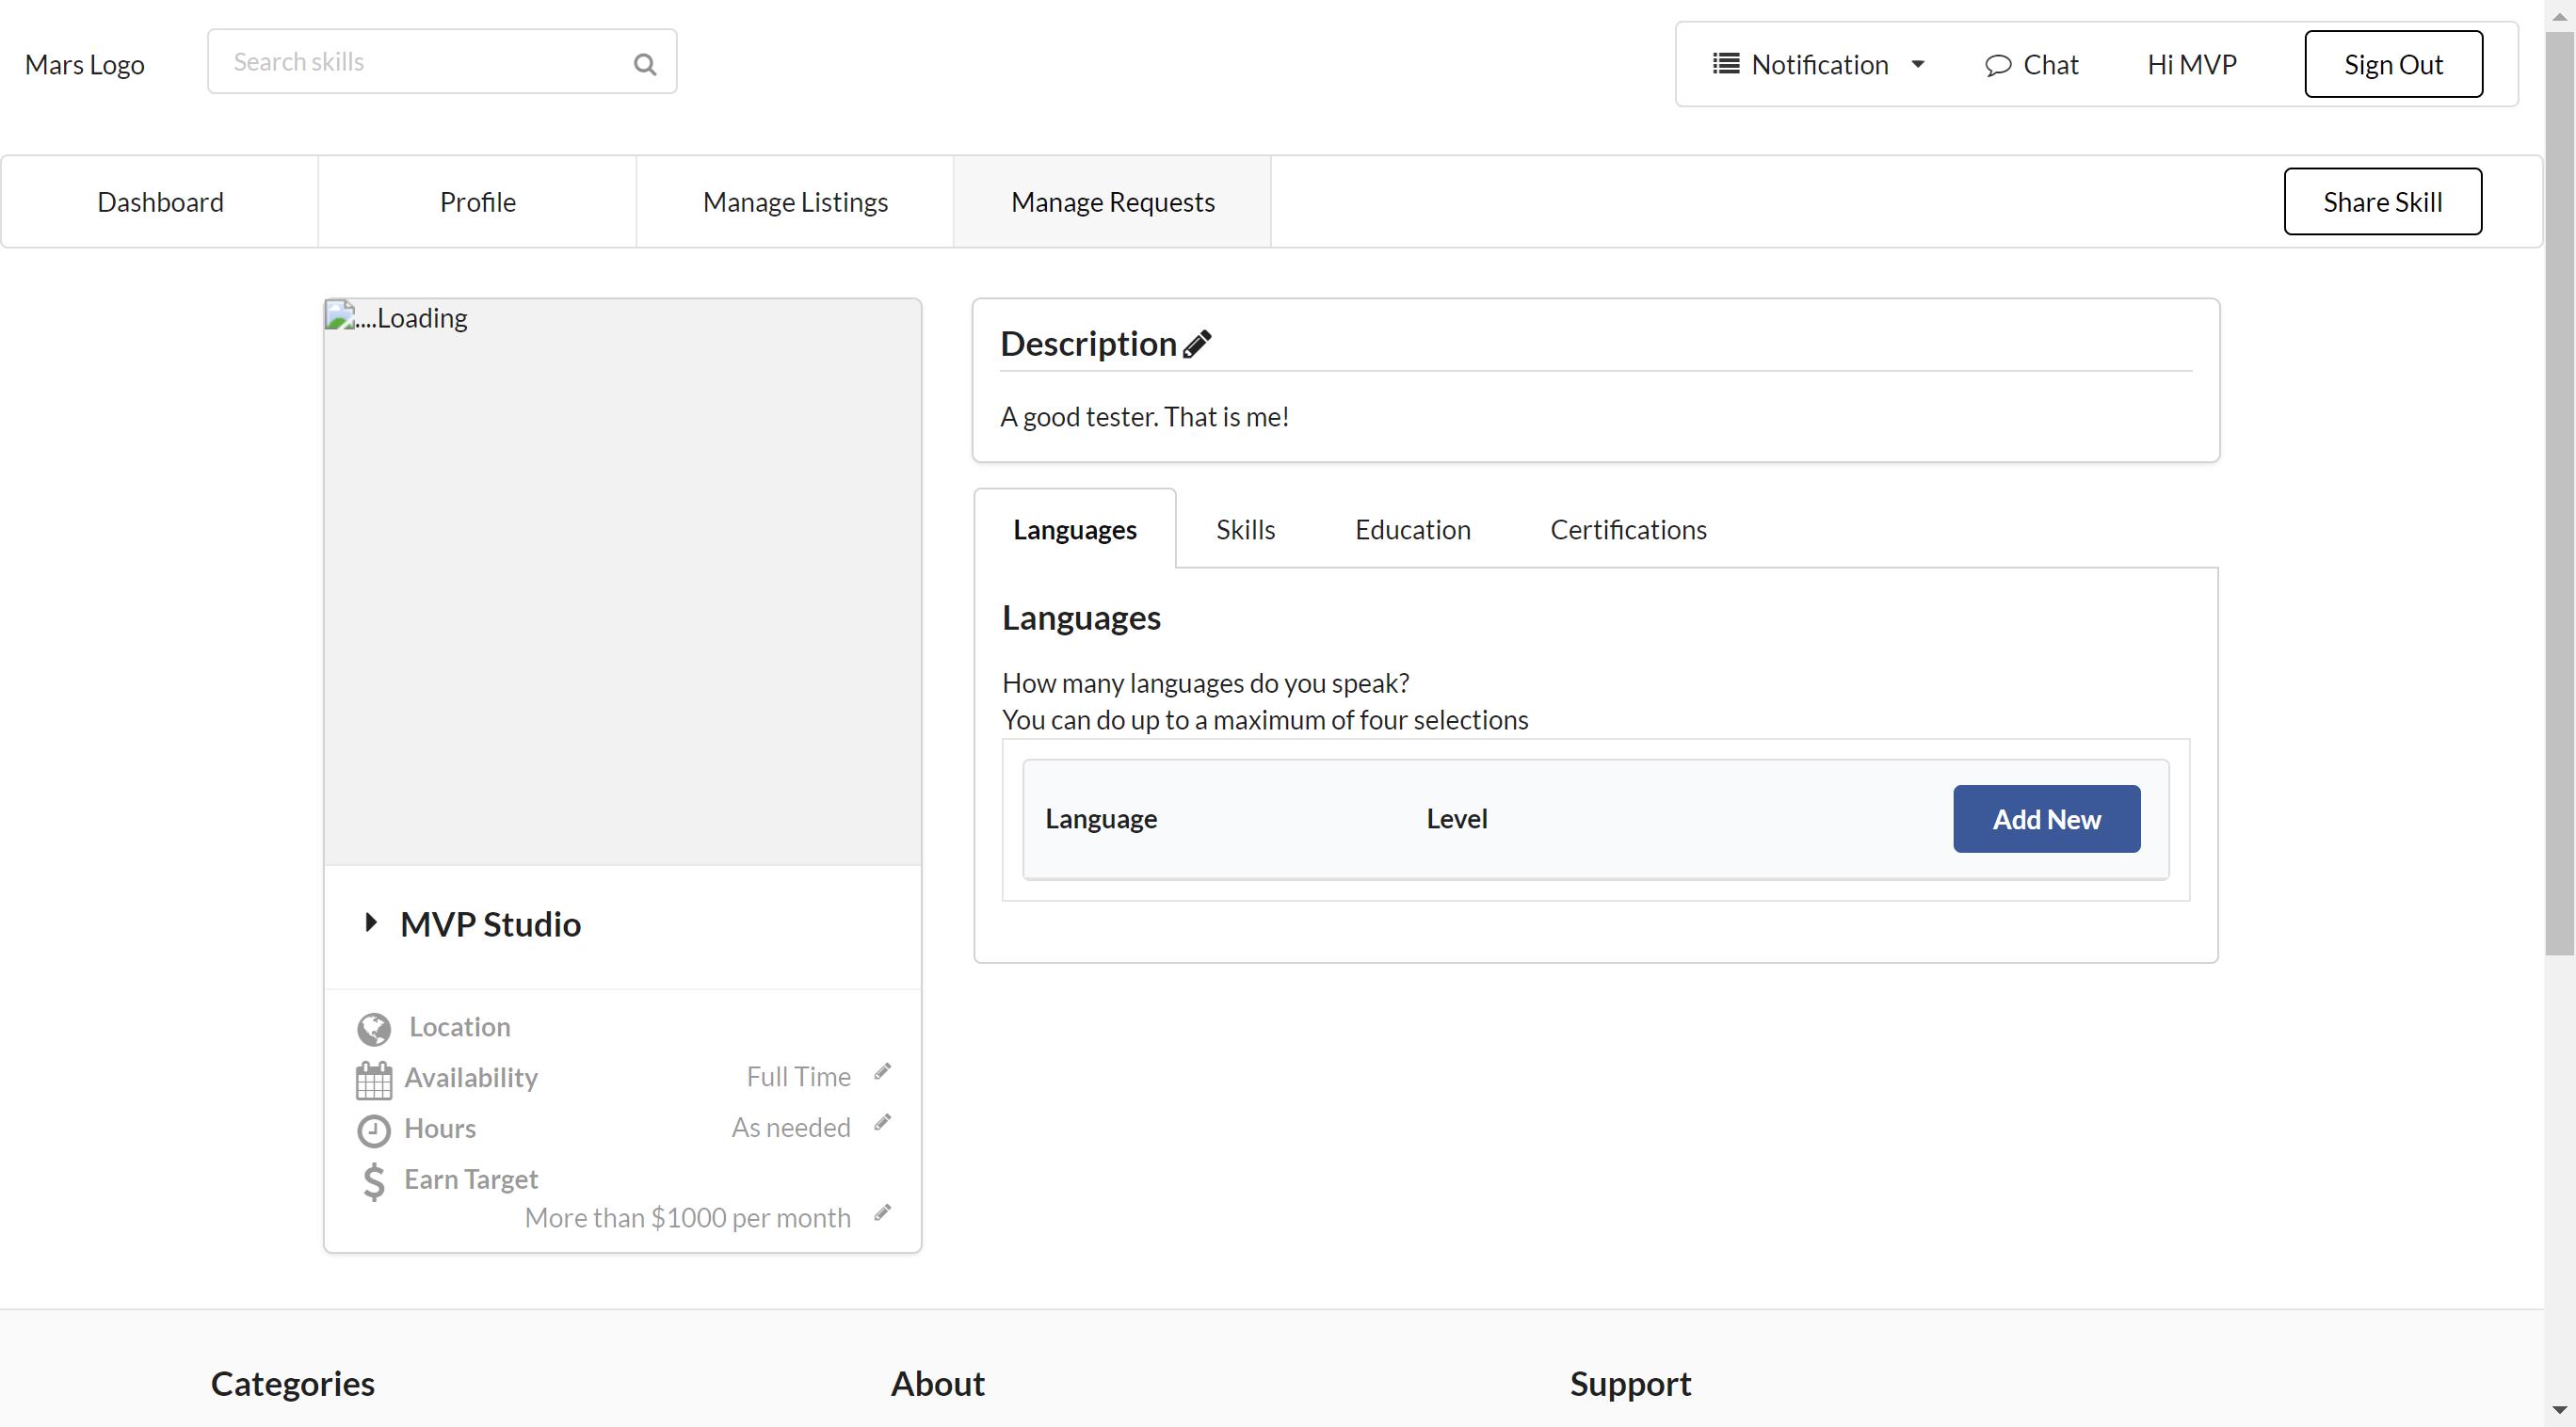 Mars Logo
Search skills
Notification
Chat
Hi MVP
Sign Out
Dashboard
Profile
Manage Listings
Manage Requests
Share Skill
....Loading
MVP Studio
Location
Availability
Full Time
Hours
As needed
Earn Target
More than $1000 per month
Description
A good tester. That is me!
Languages
Skills
Education
Certifications
Languages
How many languages do you speak?
You can do up to a maximum of four selections
Language
Level
Add New
Categories
About
Support